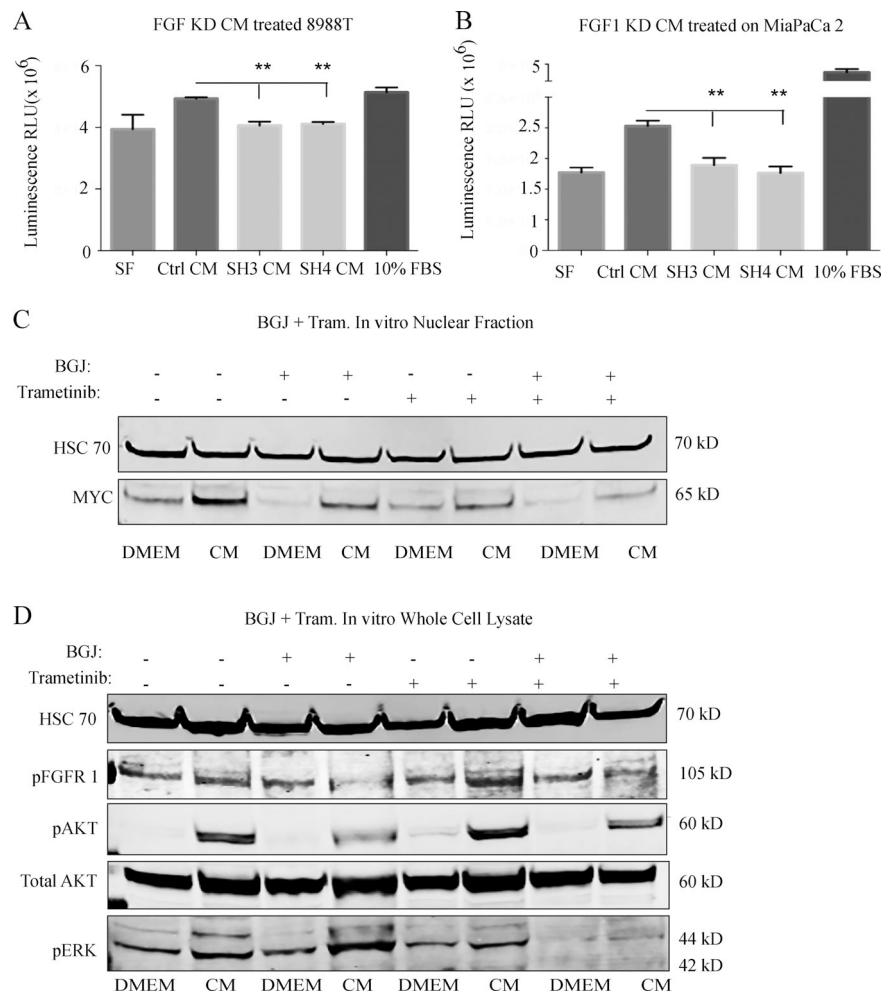 A
FGF KD CM treated 8988T
Luminescence RLU(x 10^6)
6
4
2
0
SF Ctrl CM SH3 CM SH4 CM 10% FBS
** **
B
FGF1 KD CM treated on MiaPaCa 2
Luminescence RLU (x 10^6)
5
2.5
2
1.5
1
0
SF Ctrl CM SH3 CM SH4 CM 10% FBS
** **
C
BGJ + Tram. In vitro Nuclear Fraction
BGJ: - - + + - - + +
Trametinib: - - - - + + + +
HSC 70 70 kD
MYC 65 kD
DMEM CM DMEM CM DMEM CM DMEM CM
D
BGJ + Tram. In vitro Whole Cell Lysate
BGJ: - - + + - - + +
Trametinib: - - - - + + + +
HSC 70 70 kD
pFGFR 1 105 kD
pAKT 60 kD
Total AKT 60 kD
pERK 44 kD
42 kD
DMEM CM DMEM CM DMEM CM DMEM CM